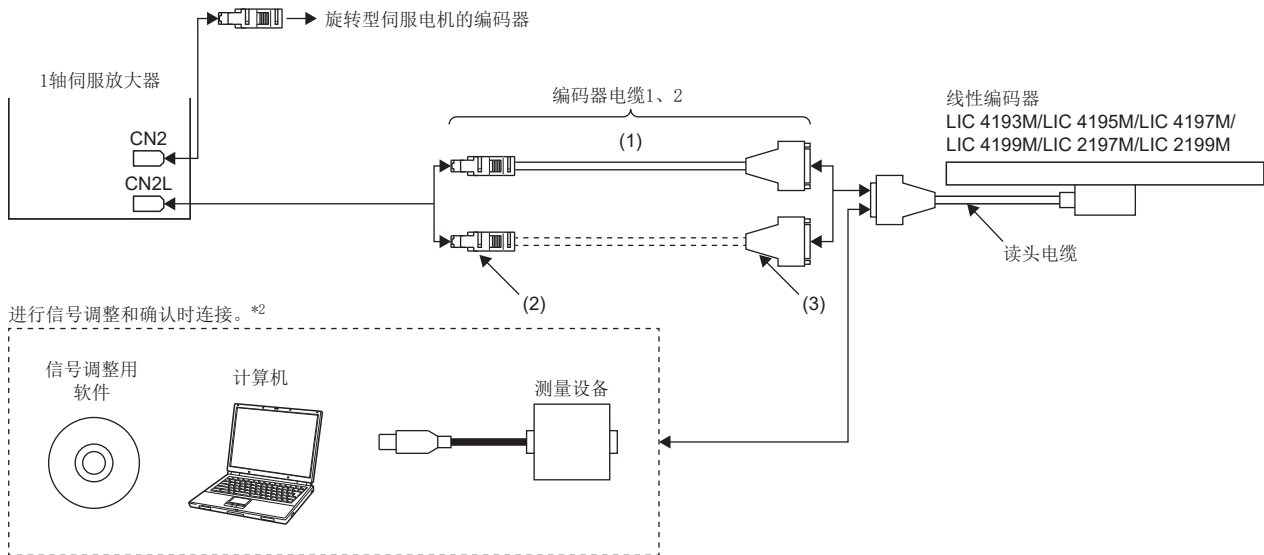 旋转型伺服电机的编码器
1轴伺服放大器
CN2
CN2L
编码器电缆1、2
(1)
(2)
(3)
线性编码器
LIC 4193M/LIC 4195M/LIC 4197M/
LIC 4199M/LIC 2197M/LIC 2199M
读头电缆
进行信号调整和确认时连接。*2
信号调整用
软件
计算机
测量设备